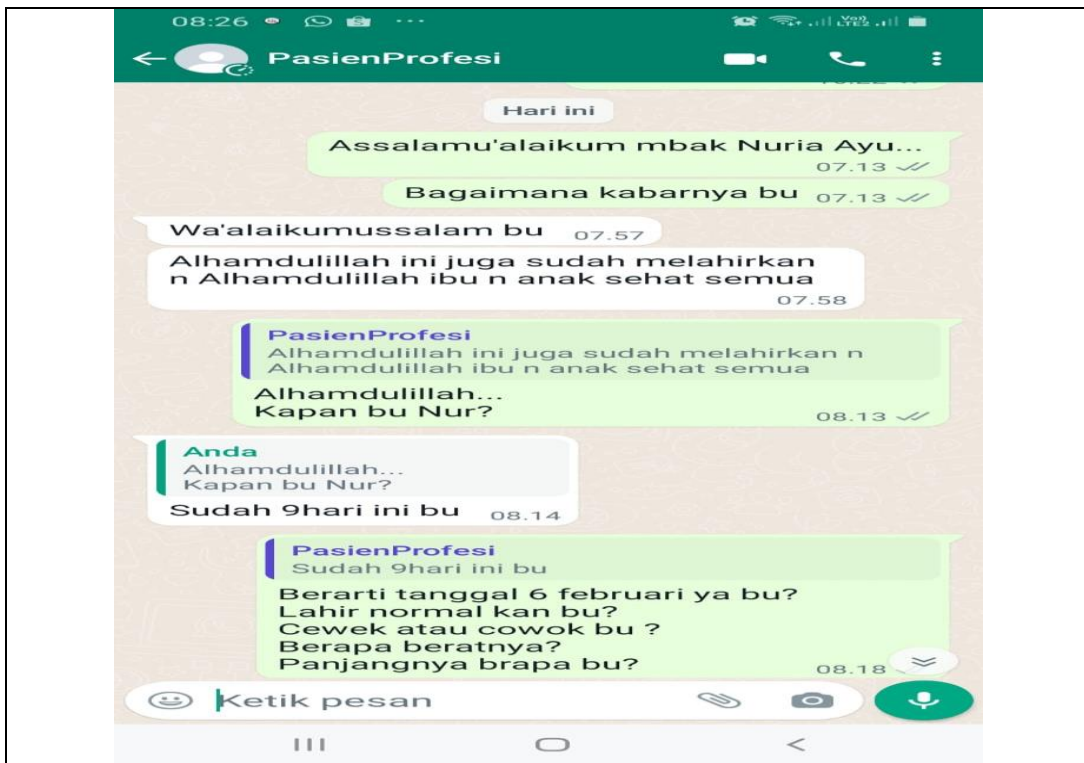 08:26
PasienProfesi
Hari ini
Assalamu'alaikum mbak Nuria Ayu...
07.13
Bagaimana kabarnya bu 07.13
Wa'alaikumussalam bu 07.57
Alhamdulillah ini juga sudah melahirkan
n Alhamdulillah ibu n anak sehat semua
07.58
PasienProfesi
Alhamdulillah ini juga sudah melahirkan n
Alhamdulillah ibu n anak sehat semua
Alhamdulillah...
Kapan bu Nur?
08.13
Anda
Alhamdulillah...
Kapan bu Nur?
Sudah 9hari ini bu 08.14
PasienProfesi
Sudah 9hari ini bu
Berarti tanggal 6 februari ya bu?
Lahir normal kan bu?
Cewek atau cowok bu ?
Berapa beratnya?
Panjangnya brapa bu?
08.18
Ketik pesan